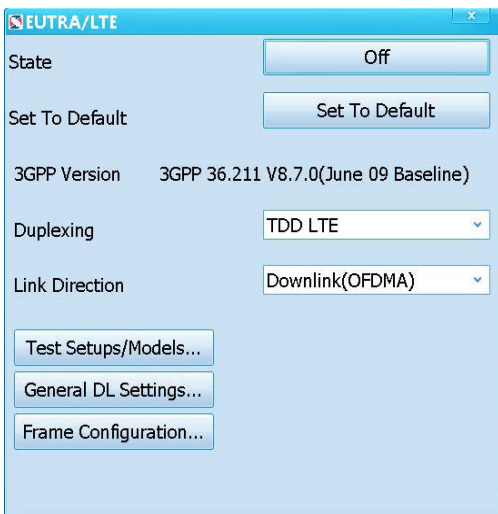 EUTRA/LTE x
State Off
Set To Default Set To Default
3GPP Version 3GPP 36.211 V8.7.0(June 09 Baseline)
Duplexing TDD LTE
Link Direction Downlink(OFDMA)
Test Setups/Models...
General DL Settings...
Frame Configuration...